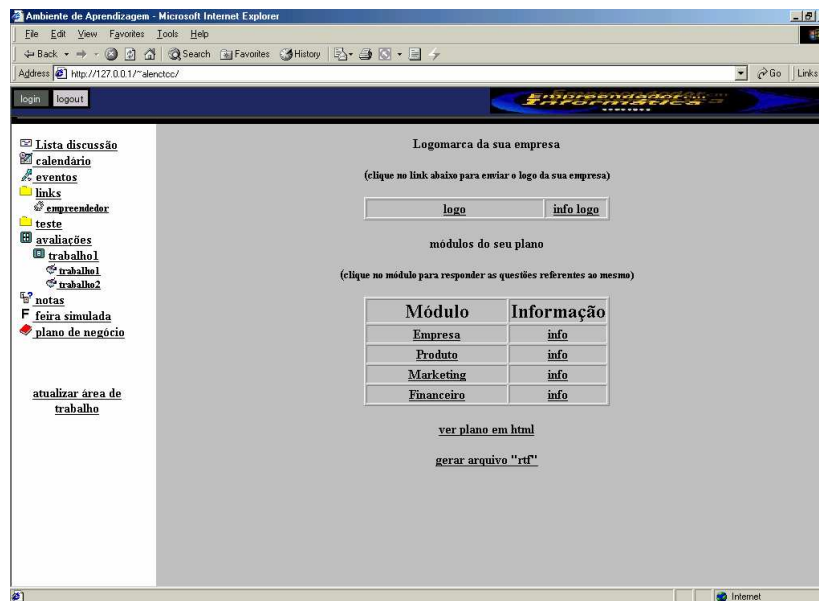 Ambiente de Aprendizagem - Microsoft Internet Explorer
File Edit View Favorites Tools Help
Back Search Favorites History
Address http://127.0.0.1/~alenctcc/ Go Links
login logout
Empreendedor em
Informática
Lista discussão
calendário
eventos
links
empreendedor
teste
avaliações
trabalho1
trabalho1
trabalho2
notas
F feira simulada
plano de negócio
atualizar área de
trabalho
Logomarca da sua empresa
(clique no link abaixo para enviar o logo da sua empresa)
logo info logo
módulos do seu plano
(clique no módulo para responder as questões referentes ao mesmo)
Módulo Informação
Empresa info
Produto info
Marketing info
Financeiro info
ver plano em html
gerar arquivo "rtf"
Internet